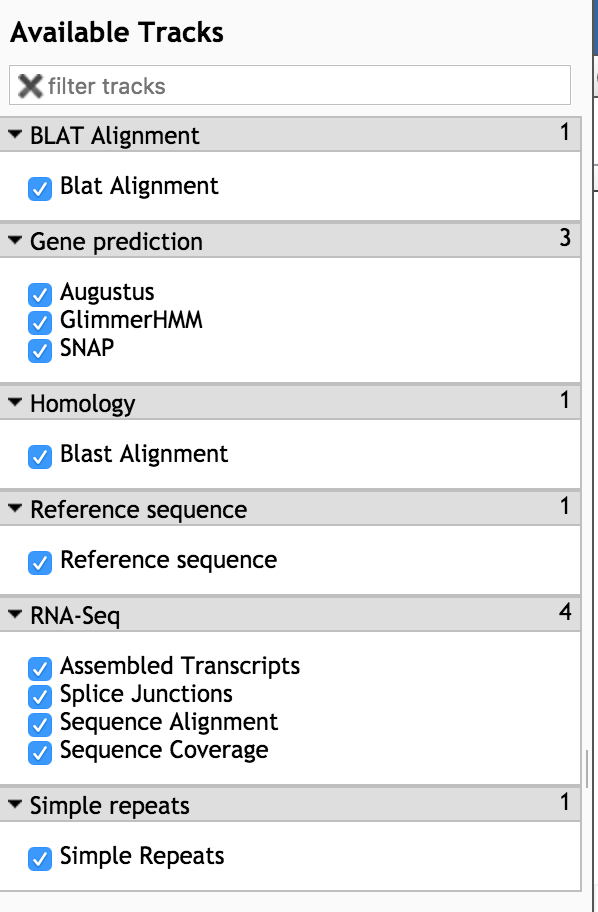 Available Tracks
filter tracks
BLAT Alignment 1
Blat Alignment
Gene prediction 3
Augustus
GlimmerHMM
SNAP
Homology 1
Blast Alignment
Reference sequence 1
Reference sequence
RNA-Seq 4
Assembled Transcripts
Splice Junctions
Sequence Alignment
Sequence Coverage
Simple repeats 1
Simple Repeats